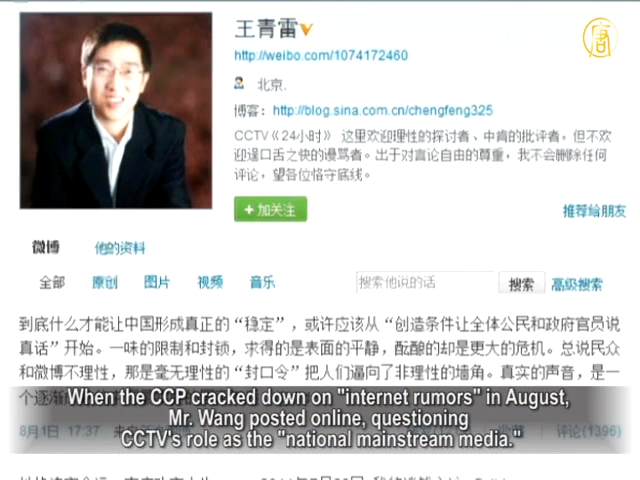 王青雷
http://weibo.com/1074172460
唐
北京,
博客：http://blog.sina.com.cn/chengfeng325
CCTV《24小时》 这里欢迎理性的探讨者、中肯的批评者。但不欢
迎逞口舌之快的谩骂者。出于对言论自由的尊重，我不会删除任何
评论，望各位恪守底线。
+加关注
推荐给朋友
微博 他的资料
全部 原创 图片 视频 音乐 搜索他说的话 搜索 高级搜索
到底什么才能让中国形成真正的“稳定”，或许应该从“创造条件让全体公民和政府官员说
真话”开始。一味的限制和封锁，求得的是表面的平静，酝酿的却是更大的危机。总说民众
和微博不理性，那是毫无理性的“封口令”把人们逼向了非理性的墙角。真实的声音，是一
个逐渐
When the CCP cracked down on "internet rumors" in August,
Mr. Wang posted online, questioning
CCTV's role as the "national mainstream media."
8月1日 17:37 评论(1396)